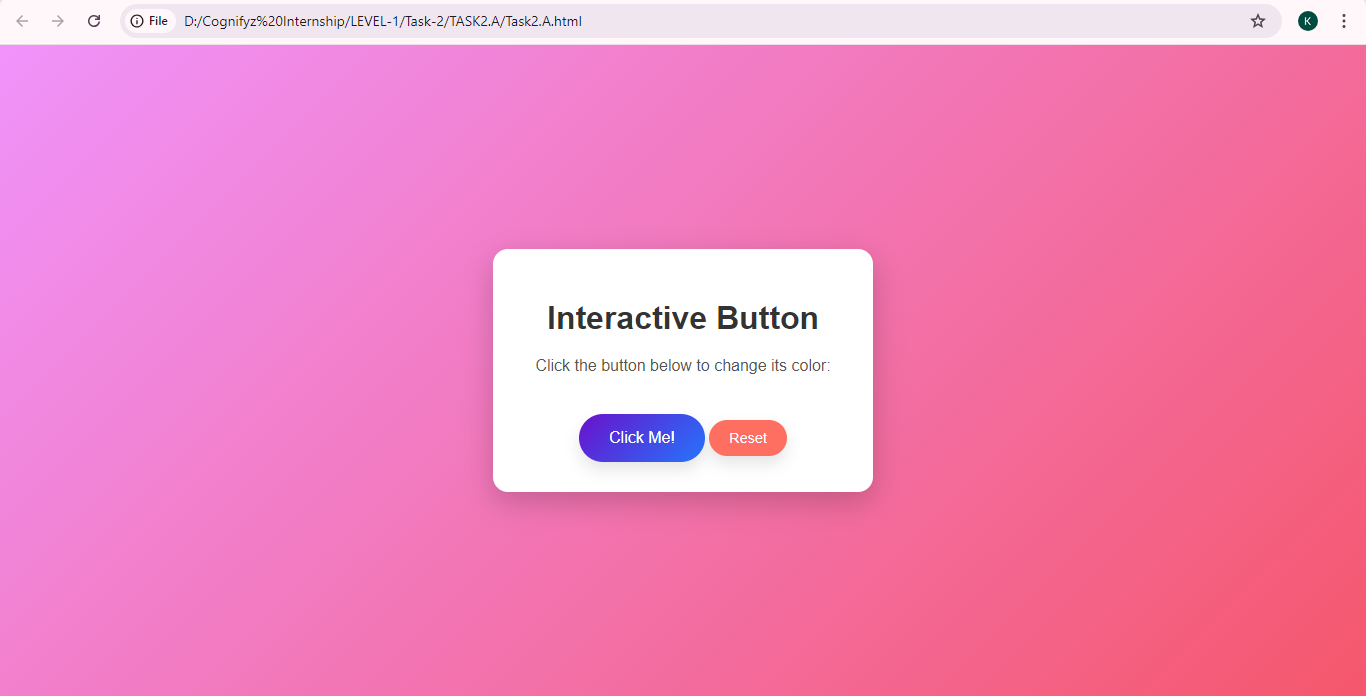 File D:/Cognifyz%20Internship/LEVEL-1/Task-2/TASK2.A/Task2.A.html K
Interactive Button
Click the button below to change its color:
Click Me! Reset